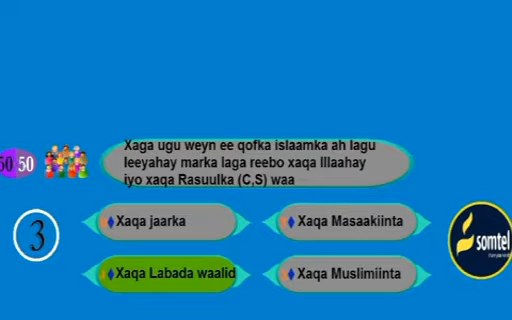 Xaga ugu weyn ee qofka islaamka ah lagu
leeyahay marka laga reebo xaqa Illaahay
iyo xaqa Rasuulka (C,S) waa
50 50
3
Xaqa jaarka
Xaqa Masaakiinta
Xaqa Labada waalid
Xaqa Muslimiinta
somtel